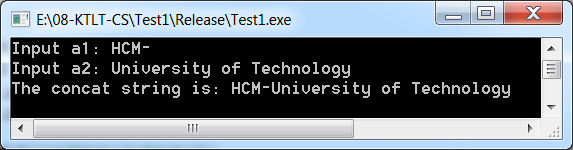 E:\08-KTLT-CS\Test1\Release\Test1.exe
Input a1: HCM-
Input a2: University of Technology
The concat string is: HCM-University of Technology